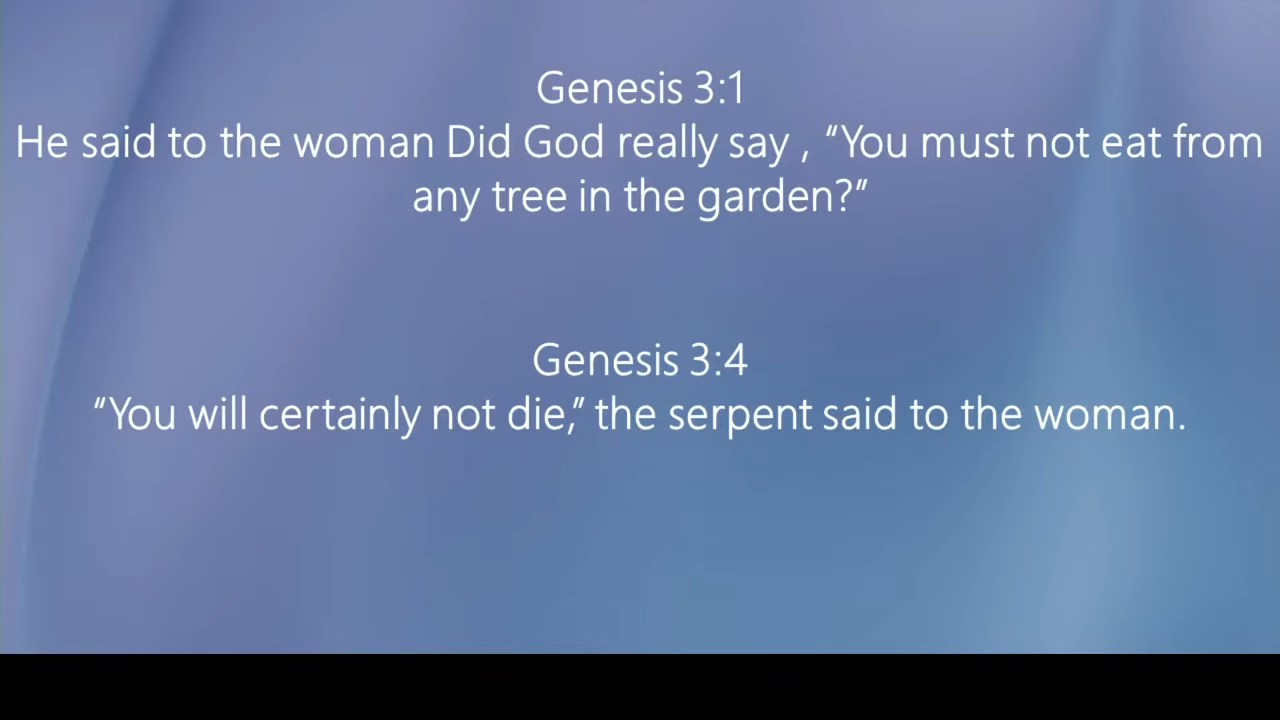 Genesis 3:1
He said to the woman Did God really say , “You must not eat from
any tree in the garden?”
Genesis 3:4
“You will certainly not die,” the serpent said to the woman.